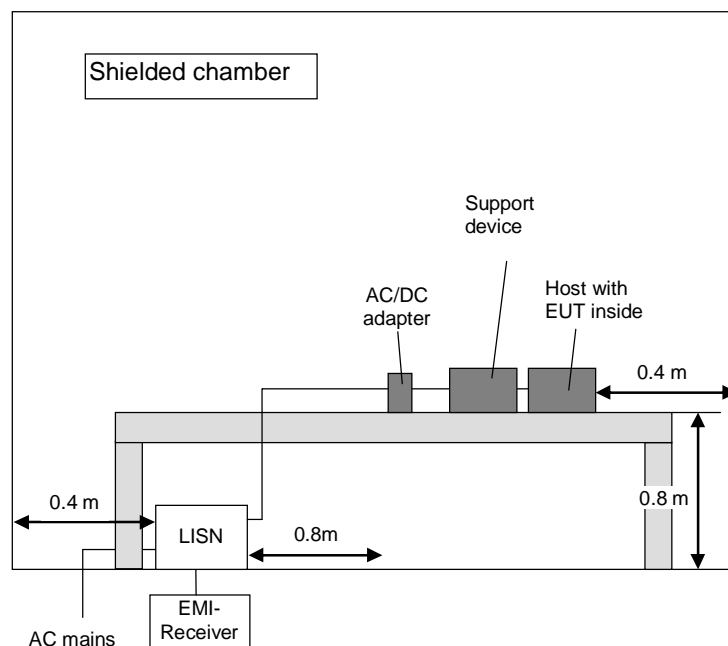 Shielded chamber
Support
device
AC/DC
adapter
Host with
EUT inside
0.4 m
0.4 m
0.8 m
LISN
0.8m
EMI-
Receiver
AC mains